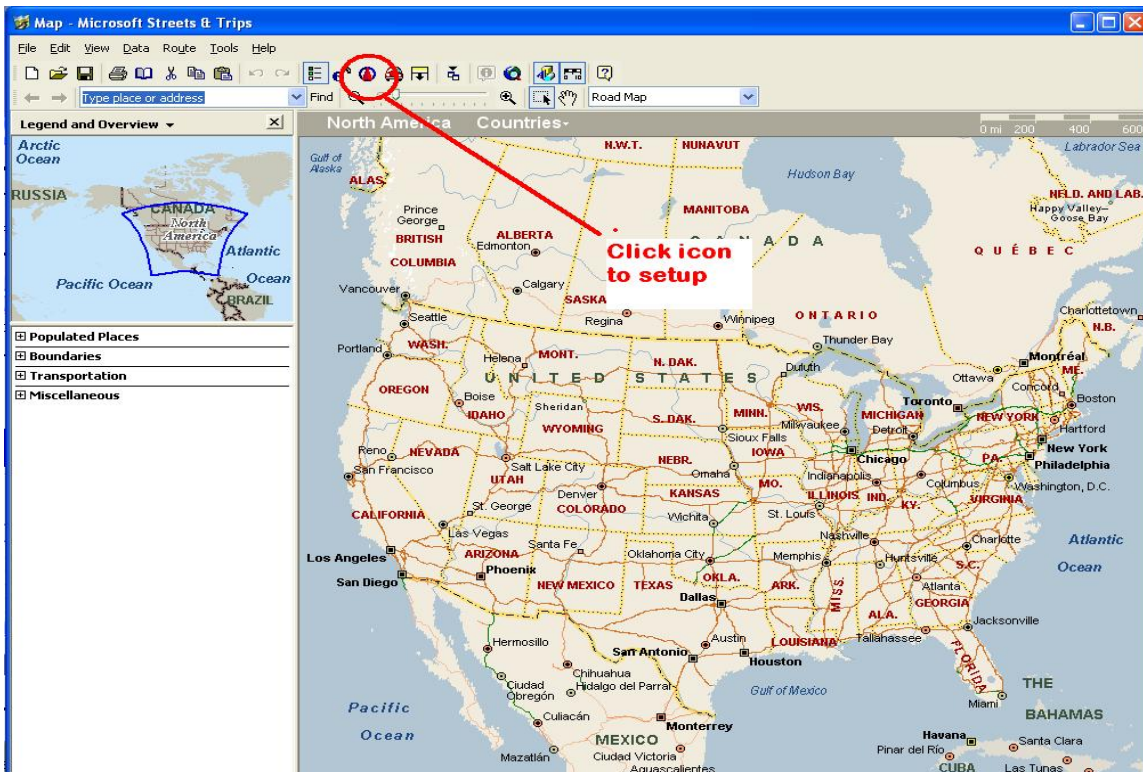 Map - Microsoft Streets & Trips
File Edit View Data Route Tools Help
Type place or address
Find
Road Map
Legend and Overview
North America Countries
0 mi 200 400 600
Arctic
Ocean
RUSSIA
CANADA
North
America
Atlantic
Ocean
Pacific Ocean
BRAZIL
Populated Places
Boundaries
Transportation
Miscellaneous
Click icon
to setup
Gulf of
Alaska
ALAS.
N.W.T.
NUNAVUT
Hudson Bay
Labrador Sea
NFLD. AND LAB.
Happy Valley–
Goose Bay
Prince
George
BRITISH
COLUMBIA
ALBERTA
Edmonton
MANITOBA
C A N A D A
QUÉBEC
Calgary
Vancouver
SASKA
Regina
Winnipeg
ONTARIO
Charlottetown
N.B.
Seattle
WASH.
Thunder Bay
Portland
Helena
MONT.
N. DAK.
Duluth
Montréal
ME.
UNITED STATES
Ottawa
Concord
OREGON
Boise
IDAHO
Sheridan
WYOMING
S. DAK.
MINN.
WIS.
MICHIGAN
Toronto
NEW YORK
Boston
Milwaukee
Detroit
Hartford
Sioux Falls
Reno
NEVADA
NEBR.
IOWA
Chicago
PA.
New York
Philadelphia
San Francisco
Salt Lake City
UTAH
Omaha
Indianapolis
Columbus
Washington, D.C.
Denver
COLORADO
KANSAS
MO.
ILLINOIS
IND.
KY.
VIRGINIA
St. George
CALIFORNIA
Wichita
St. Louis
Las Vegas
Nashville
Charlotte
Atlantic
Ocean
Los Angeles
ARIZONA
Santa Fe
Oklahoma City
Memphis
Huntsville
S.C.
San Diego
Phoenix
NEW MEXICO
TEXAS
OKLA.
ARK.
MISS.
Atlanta
GEORGIA
Dallas
ALA.
Jacksonville
Hermosillo
Austin
LOUISIANA
Tallahassee
San Antonio
Houston
FLORIDA
Chihuahua
Ciudad
Obregón
Hidalgo del Parral
Gulf of Mexico
THE
BAHAMAS
Miami
Pacific
Ocean
Culiacán
Monterrey
MEXICO
Havana
Santa Clara
Pinar del Río
Mazatlán
Ciudad Victoria
Aguascalientes
CUBA
Las Tunas